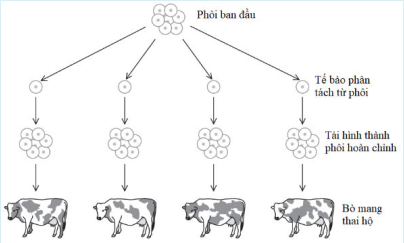 Phôi ban đầu
Tế bào phân
tách từ phôi
Tái hình thành
phôi hoàn chỉnh
Bò mang
thai hộ